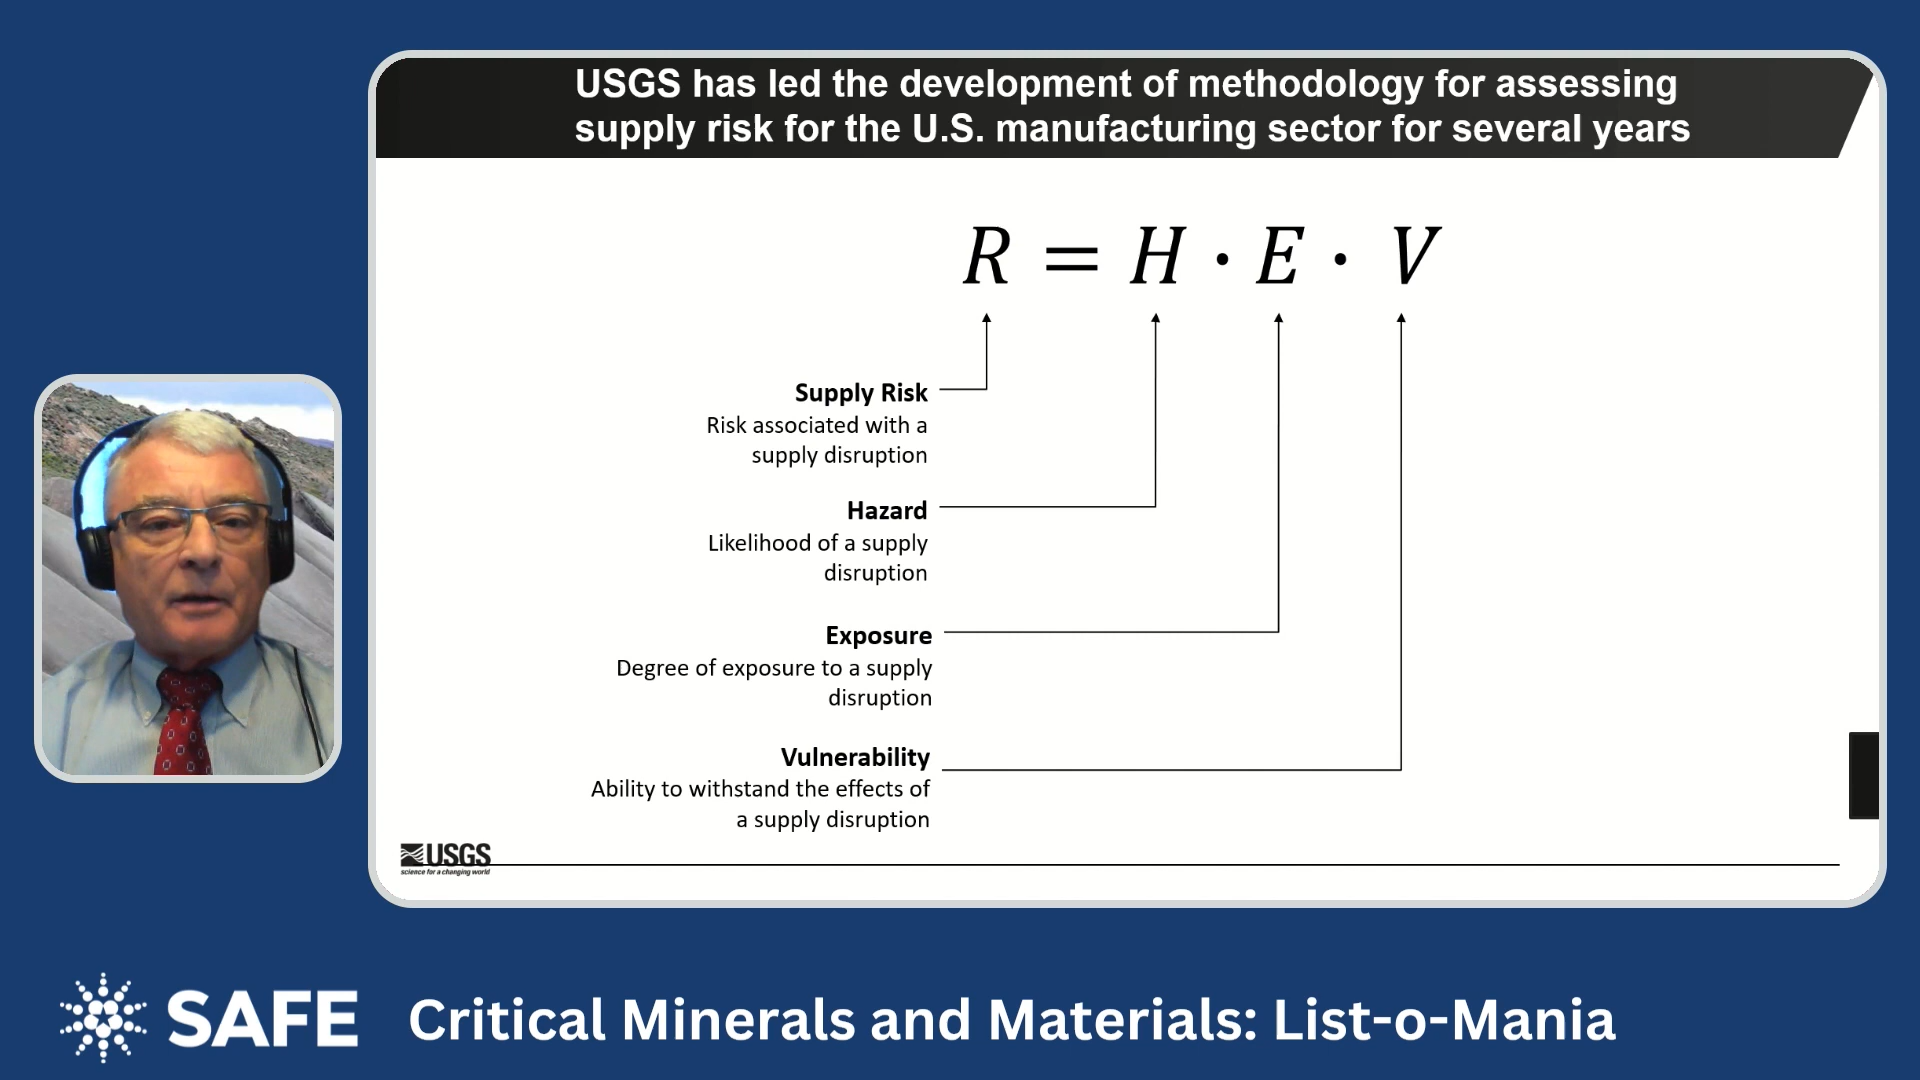 USGS has led the development of methodology for assessing
supply risk for the U.S. manufacturing sector for several years
R = H · E · V
Supply Risk
Risk associated with a
supply disruption
Hazard
Likelihood of a supply
disruption
Exposure
Degree of exposure to a supply
disruption
Vulnerability
Ability to withstand the effects of
a supply disruption
USGS
science for a changing world
SAFE
Critical Minerals and Materials: List-o-Mania